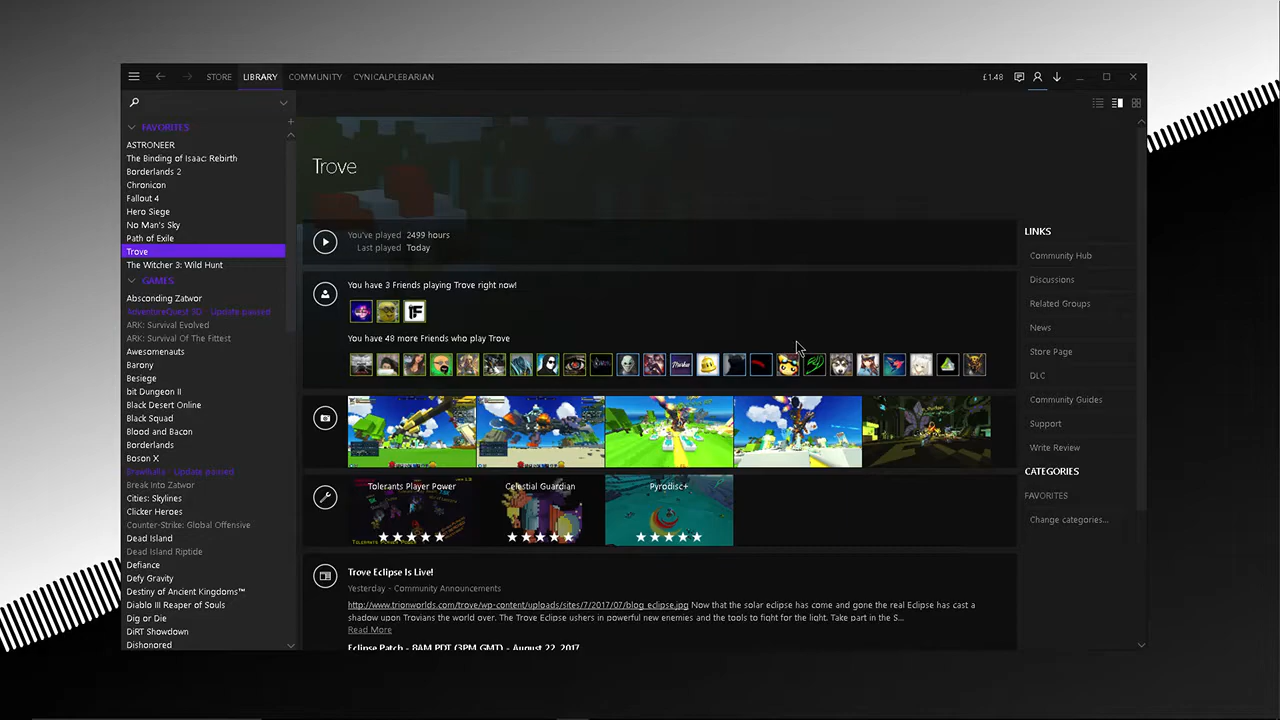 STORE LIBRARY COMMUNITY CYNICALPLEBARIAN £1.48
FAVORITES
ASTRONEER
The Binding of Isaac: Rebirth
Borderlands 2
Chronicon
Fallout 4
Hero Siege
No Man's Sky
Path of Exile
Trove
The Witcher 3: Wild Hunt
GAMES
Absconding Zatwor
AdventureQuest 3D - Update paused
ARK: Survival Evolved
ARK: Survival Of The Fittest
Awesomenauts
Barony
Besiege
bit Dungeon II
Black Desert Online
Black Squad
Blood and Bacon
Borderlands
Boson X
Brawlhalla - Update paused
Break Into Zatwor
Cities: Skylines
Clicker Heroes
Counter-Strike: Global Offensive
Dead Island
Dead Island Riptide
Defiance
Defy Gravity
Destiny of Ancient Kingdoms™
Diablo III Reaper of Souls
Dig or Die
DiRT Showdown
Dishonored
Trove
You've played 2499 hours
Last played Today
You have 3 Friends playing Trove right now!
You have 48 more Friends who play Trove
Tolerants Player Power
Celestial Guardian
Pyrodisc+
Trove Eclipse Is Live!
Yesterday - Community Announcements
http://www.trionworlds.com/trove/wp-content/uploads/sites/7/2017/07/blog_eclipse.jpg Now that the solar eclipse has come and gone the real Eclipse has cast a
shadow upon Trovians the world over. The Trove Eclipse ushers in powerful new enemies and the tools to fight for the light. Take part in the S...
Read More
Eclipse Patch - 8AM PDT (3PM GMT) - August 22, 2017
LINKS
Community Hub
Discussions
Related Groups
News
Store Page
DLC
Community Guides
Support
Write Review
CATEGORIES
FAVORITES
Change categories...